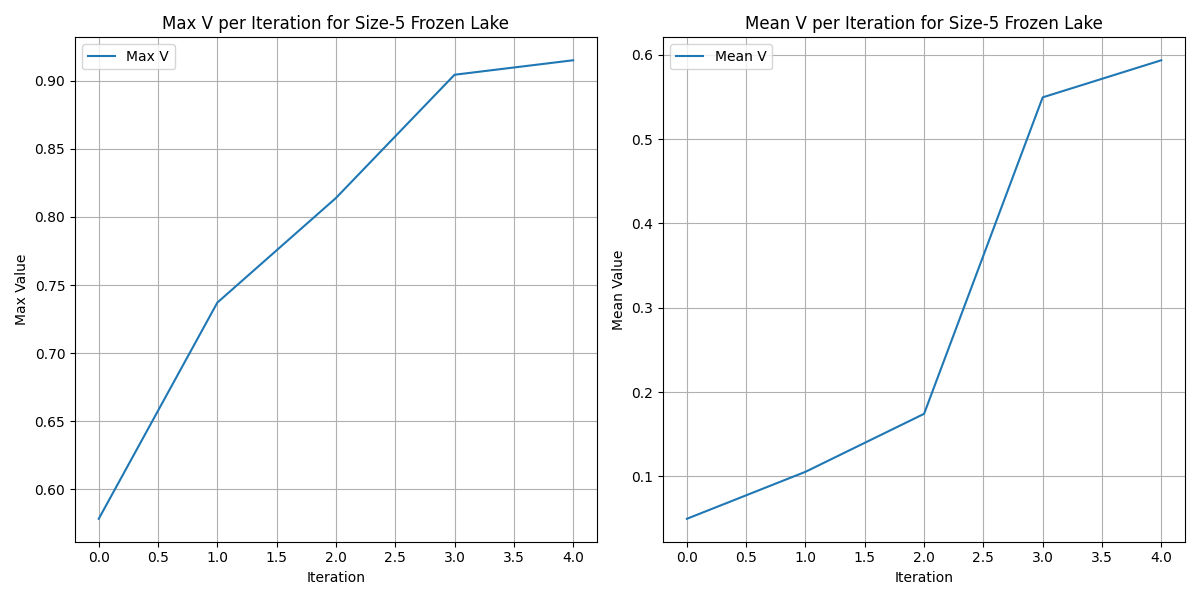 Max V per Iteration for Size-5 Frozen Lake
Max V
Max Value
0.90
0.85
0.80
0.75
0.70
0.65
0.60
0.0 0.5 1.0 1.5 2.0 2.5 3.0 3.5 4.0
Iteration
Mean V per Iteration for Size-5 Frozen Lake
Mean V
Mean Value
0.6
0.5
0.4
0.3
0.2
0.1
0.0 0.5 1.0 1.5 2.0 2.5 3.0 3.5 4.0
Iteration